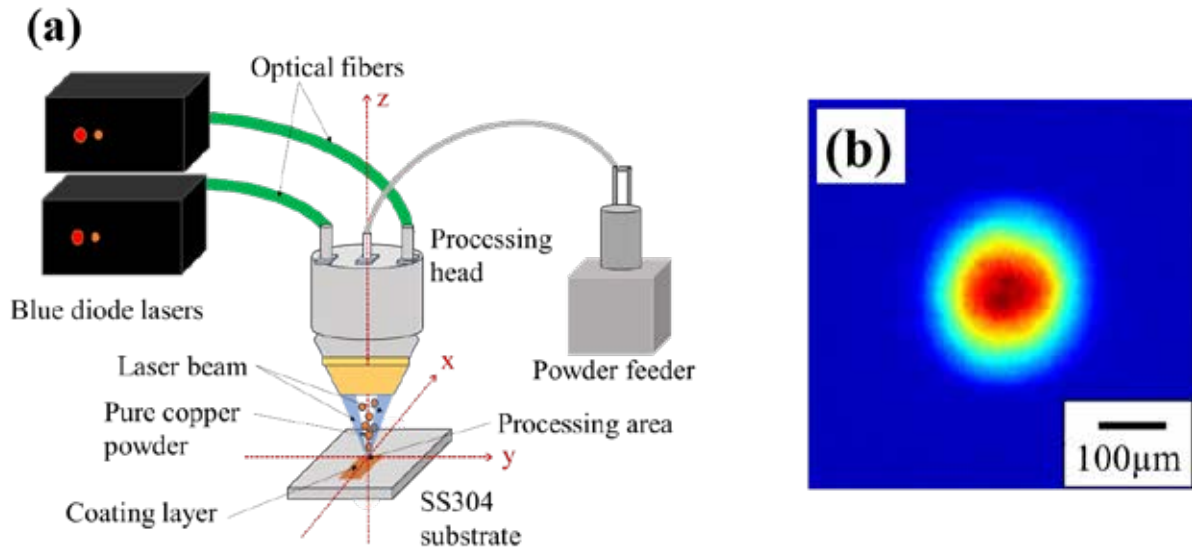 (a)
Optical fibers
z
Blue diode lasers
Processing
head
Powder feeder
Laser beam
x
Pure copper
powder
Processing area
y
Coating layer
SS304
substrate
(b)
100μm